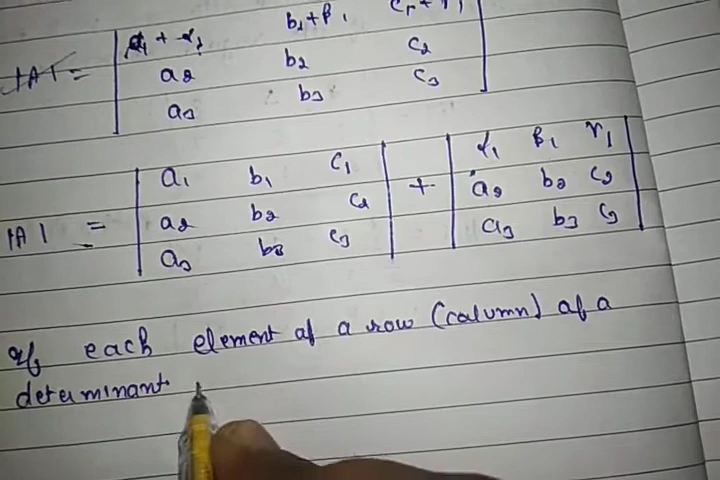 b1+β1 c1+γ1
|A| = a1+α1
a2 b2 c2
a3 b3 c3
a1 b1 c1 α1 β1 γ1
|A| = a2 b2 c2 + a2 b2 c2
a3 b3 c3 a3 b3 c3
If each element of a row (column) of a
determinant